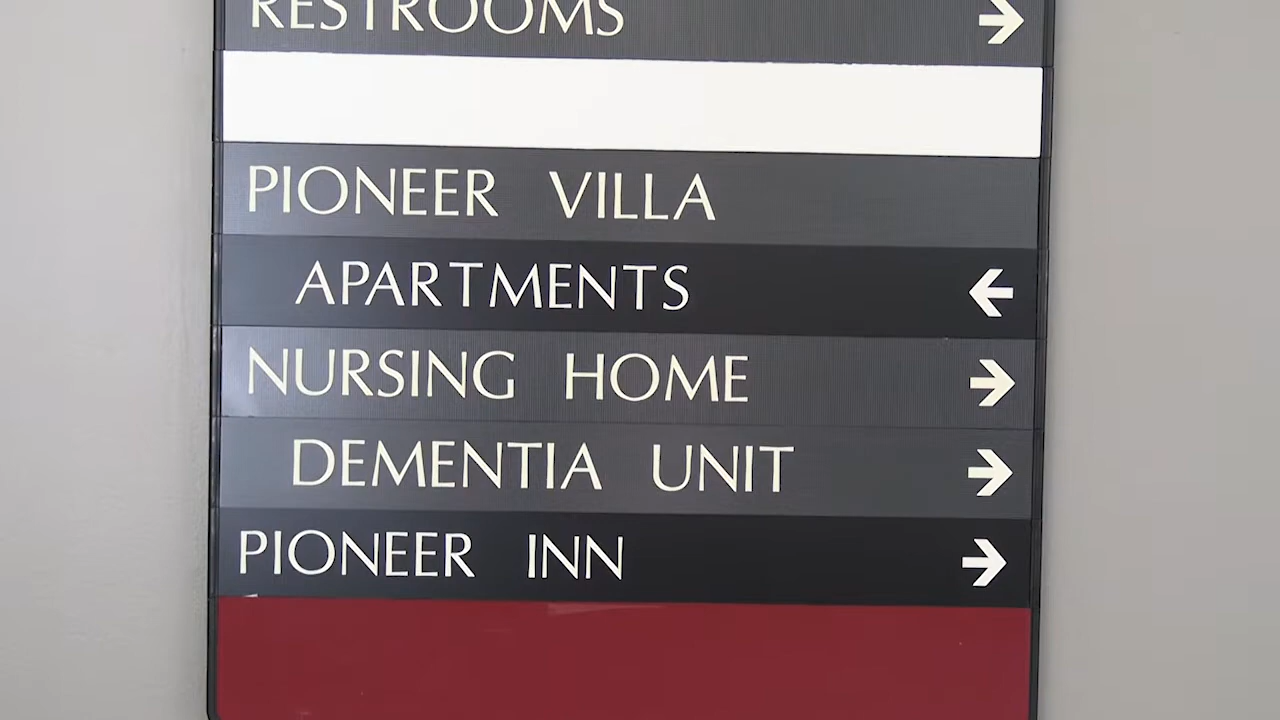 RESTROOMS →
PIONEER VILLA
APARTMENTS ←
NURSING HOME →
DEMENTIA UNIT →
PIONEER INN →